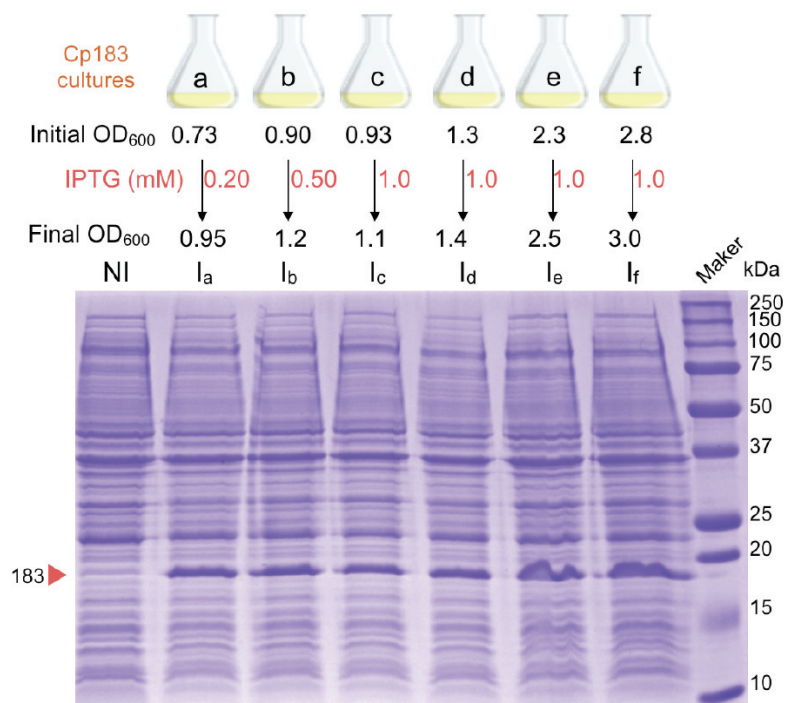 Cp183 cultures a b c d e f
Initial OD600 0.73 0.90 0.93 1.3 2.3 2.8
IPTG (mM) 0.20 0.50 1.0 1.0 1.0 1.0
Final OD600 0.95 1.2 1.1 1.4 2.5 3.0
NI Ia Ib Ic Id Ie If Maker kDa
250
150
100
75
50
37
25
20
183
15
10